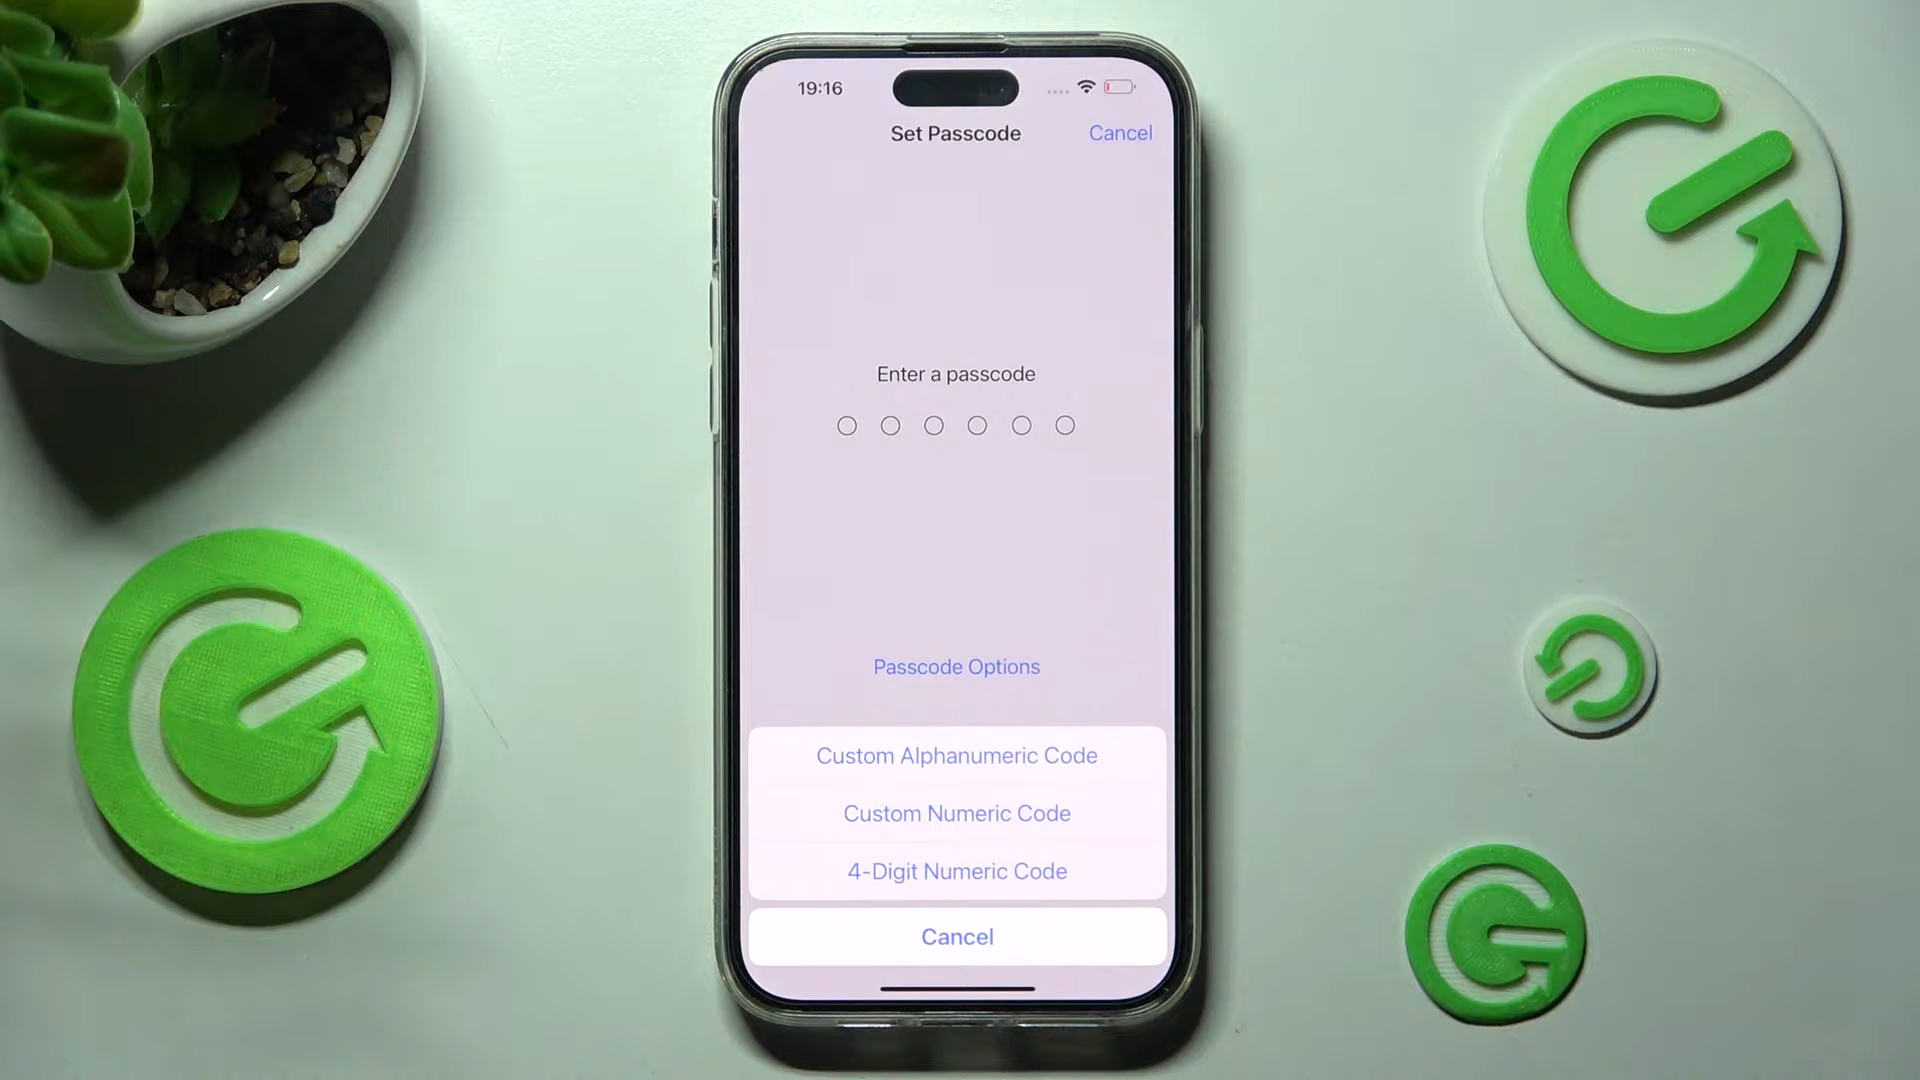 19:16
Set Passcode
Cancel
Enter a passcode
Passcode Options
Custom Alphanumeric Code
Custom Numeric Code
4-Digit Numeric Code
Cancel